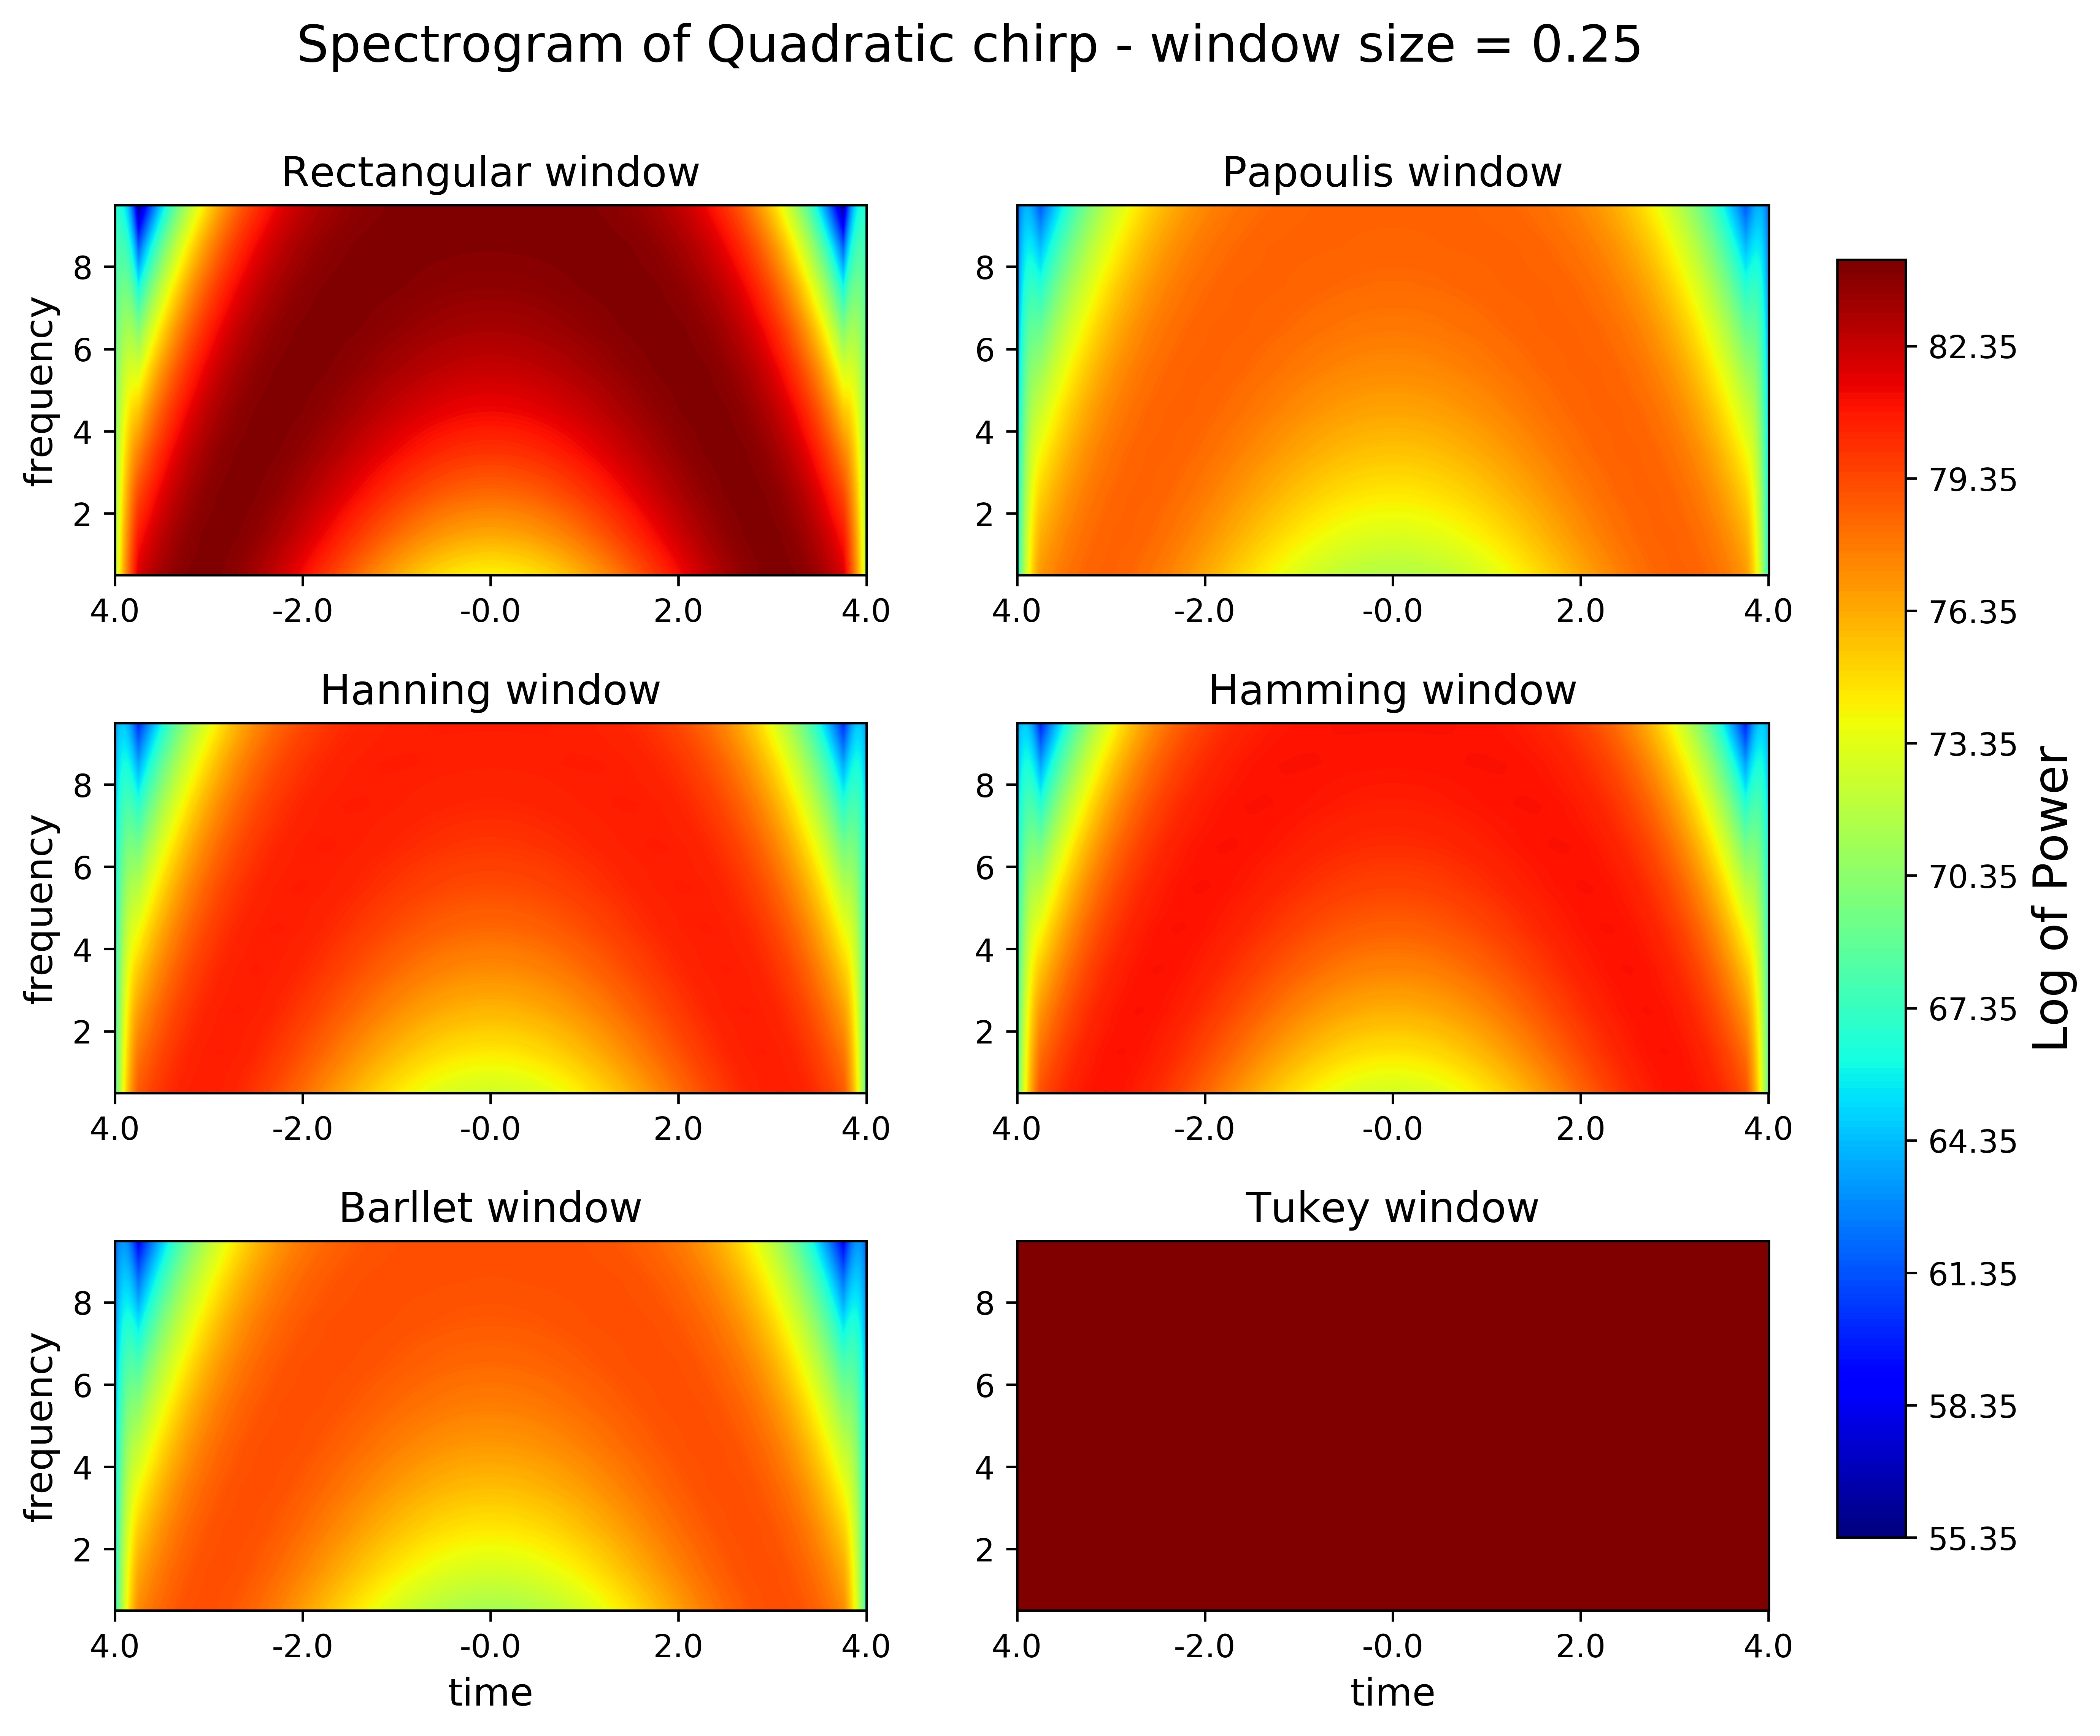 Spectrogram of Quadratic chirp - window size = 0.25
Rectangular window
frequency
8
6
4
2
4.0 -2.0 -0.0 2.0 4.0
Papoulis window
8
6
4
2
4.0 -2.0 -0.0 2.0 4.0
Hanning window
frequency
8
6
4
2
4.0 -2.0 -0.0 2.0 4.0
Hamming window
8
6
4
2
4.0 -2.0 -0.0 2.0 4.0
Barllet window
frequency
8
6
4
2
4.0 -2.0 -0.0 2.0 4.0
time
Tukey window
8
6
4
2
4.0 -2.0 -0.0 2.0 4.0
time
82.35
79.35
76.35
73.35
70.35
67.35
64.35
61.35
58.35
55.35
Log of Power